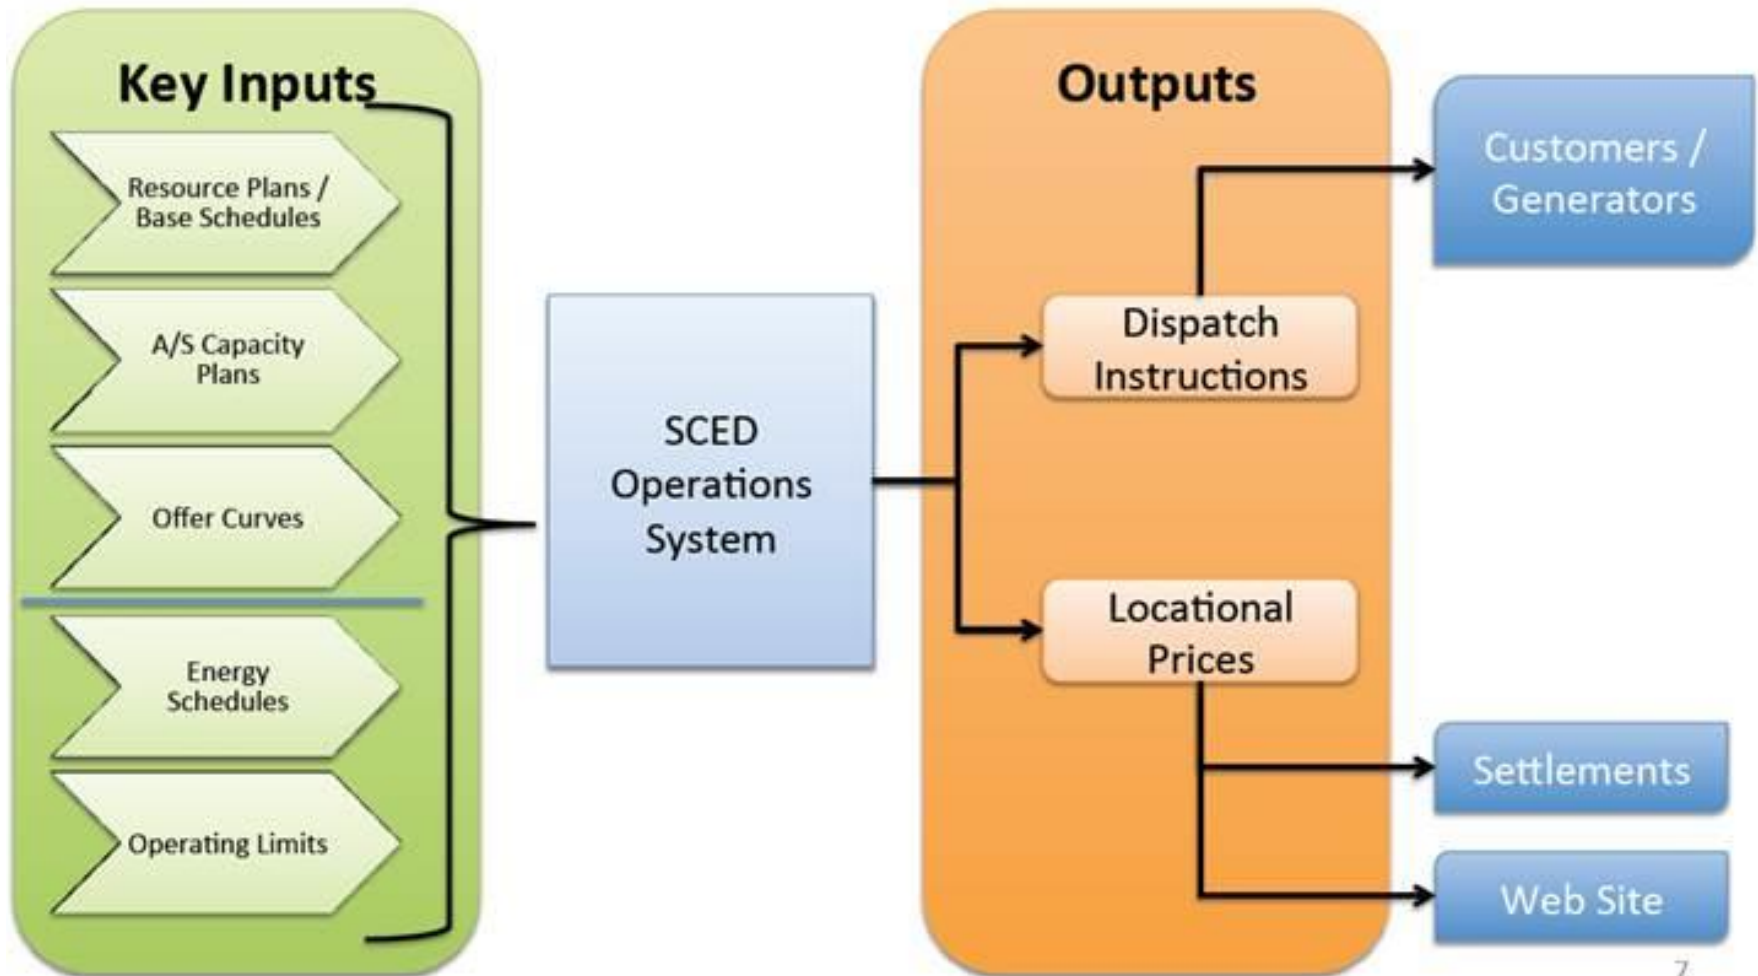 Key Inputs
Resource Plans /
Base Schedules
A/S Capacity
Plans
Offer Curves
Energy
Schedules
Operating Limits
SCED
Operations
System
Outputs
Dispatch
Instructions
Locational
Prices
Customers /
Generators
Settlements
Web Site
7